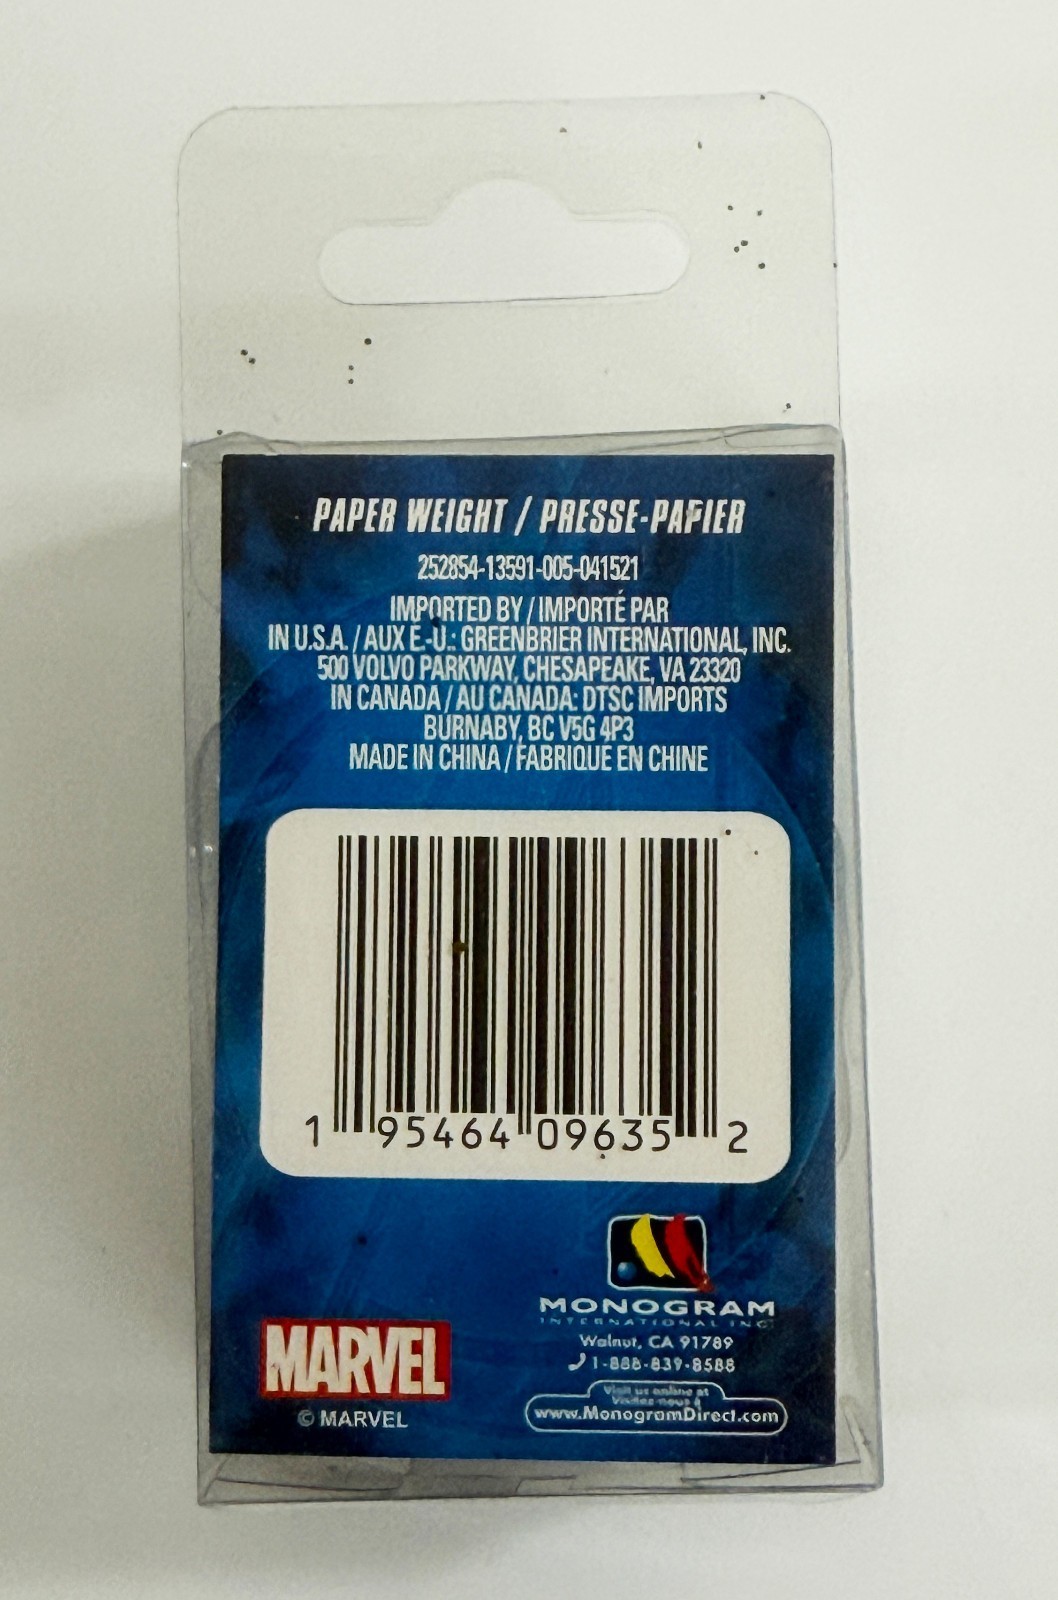 PAPER WEIGHT / PRESSE-PAPIER
252854-13591-005-041521
IMPORTED BY / IMPORTÉ PAR
IN U.S.A. / AUX E.-U.: GREENBRIER INTERNATIONAL, INC.
500 VOLVO PARKWAY, CHESAPEAKE, VA 23320
IN CANADA / AU CANADA: DTSC IMPORTS
BURNABY, BC V5G 4P3
MADE IN CHINA / FABRIQUE EN CHINE
1 95464 09635 2
MONOGRAM
INTERNATIONAL INC.
Walnut, CA 91789
1-888-839-8588
Visit us online at
Visitez-nous à
www.MonogramDirect.com
MARVEL
© MARVEL